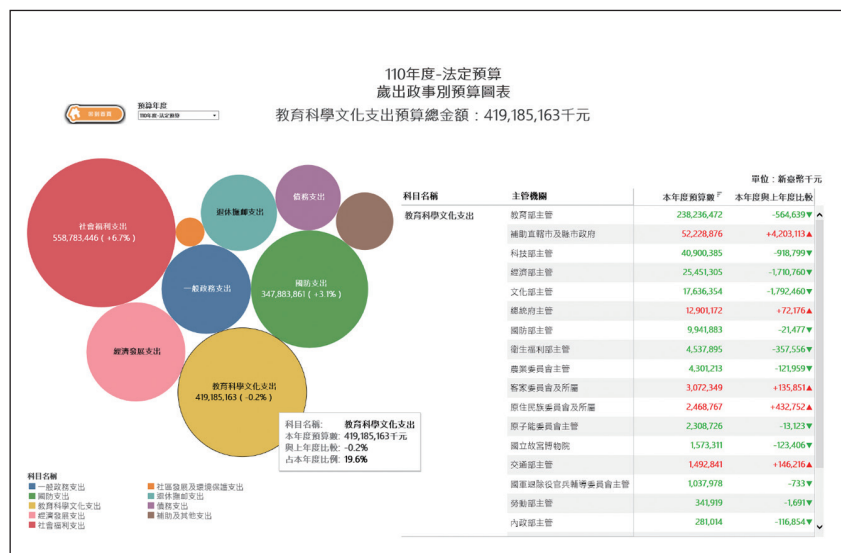 110年度-法定預算
歲出政事別預算圖表
教育科學文化支出預算總金額：419,185,163千元
預算年度
110年度-法定預算
單位：新臺幣千元
科目名稱 主管機關 本年度預算數 本年度與上年度比較
教育科學文化支出 教育部主管 238,236,472 -564,639▼
補助直轄市及縣市政府 52,228,876 +4,203,113▲
科技部主管 40,900,385 -918,799▼
經濟部主管 25,451,305 -1,710,760▼
文化部主管 17,636,354 -1,792,460▼
總統府主管 12,901,172 +72,176▲
國防部主管 9,941,883 -21,477▼
衛生福利部主管 4,537,895 -357,556▼
農業委員會主管 4,301,213 -121,959▼
客家委員會及所屬 3,072,349 +135,851▲
原住民族委員會及所屬 2,468,767 +432,752▲
原子能委員會主管 2,308,726 -13,123▼
國立故宮博物院 1,573,311 -123,406▼
交通部主管 1,492,841 +146,216▲
國軍退除役官兵輔導委員會主管 1,037,978 -733▼
勞動部主管 341,919 -1,691▼
內政部主管 281,014 -116,854▼
債務支出
退休撫卹支出
社會福利支出
558,783,446 ( +6.7%)
一般政務支出
國防支出
347,883,861 ( +3.1%)
經濟發展支出
教育科學文化支出
419,185,163 ( -0.2%)
科目名稱: 教育科學文化支出
本年度預算數: 419,185,163千元
與上年度比較: -0.2%
占本年度比例: 19.6%
科目名稱
一般政務支出
國防支出
教育科學文化支出
經濟發展支出
社會福利支出
社區發展及環境保護支出
退休撫卹支出
債務支出
補助及其他支出